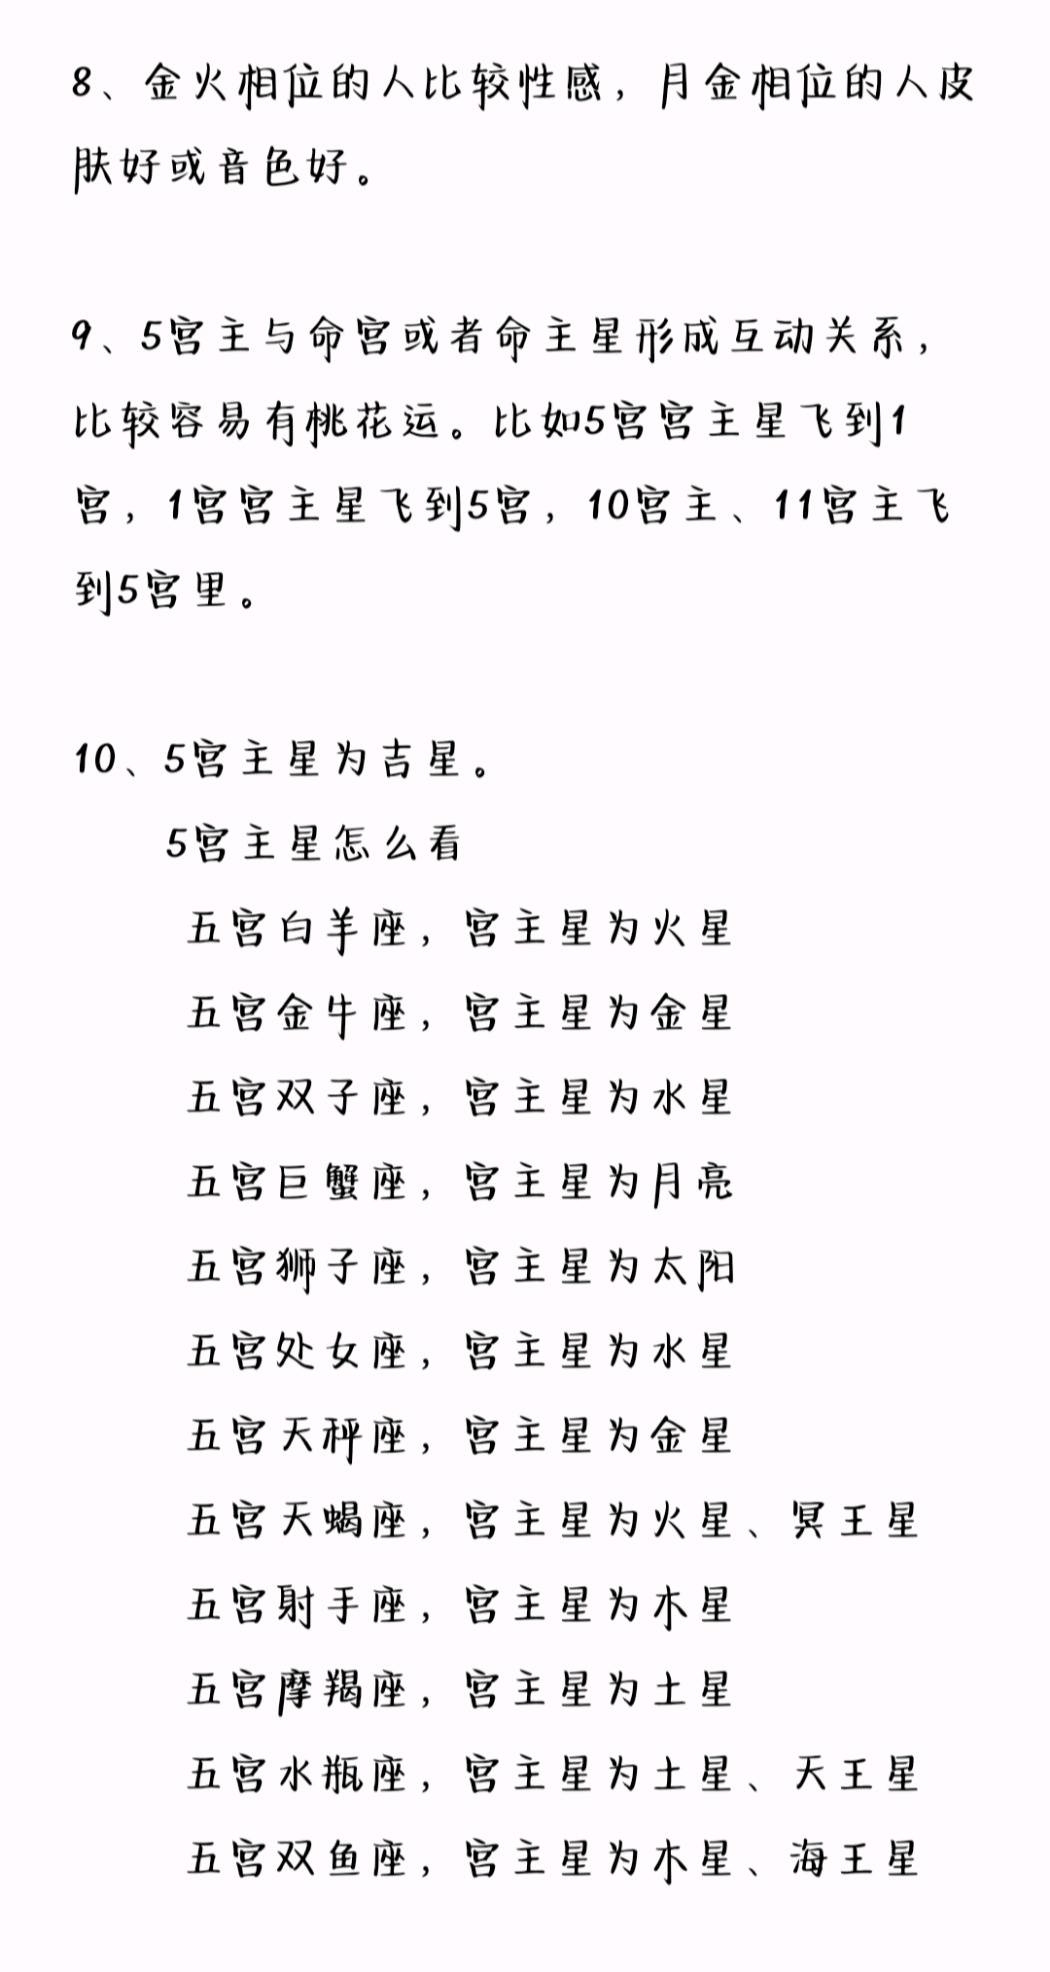 8、金火相位的人比较性感，月金相位的人皮
肤好或音色好。
9、5宫主与命宫或者命主星形成互动关系，
比较容易有桃花运。比如5宫宫主星飞到1
宫，1宫宫主星飞到5宫，10宫主、11宫主飞
到5宫里。
10、5宫主星为吉星。
5宫主星怎么看
五宫白羊座，宫主星为火星
五宫金牛座，宫主星为金星
五宫双子座，宫主星为水星
五宫巨蟹座，宫主星为月亮
五宫狮子座，宫主星为太阳
五宫处女座，宫主星为水星
五宫天秤座，宫主星为金星
五宫天蝎座，宫主星为火星、冥王星
五宫射手座，宫主星为木星
五宫摩羯座，宫主星为土星
五宫水瓶座，宫主星为土星、天王星
五宫双鱼座，宫主星为木星、海王星